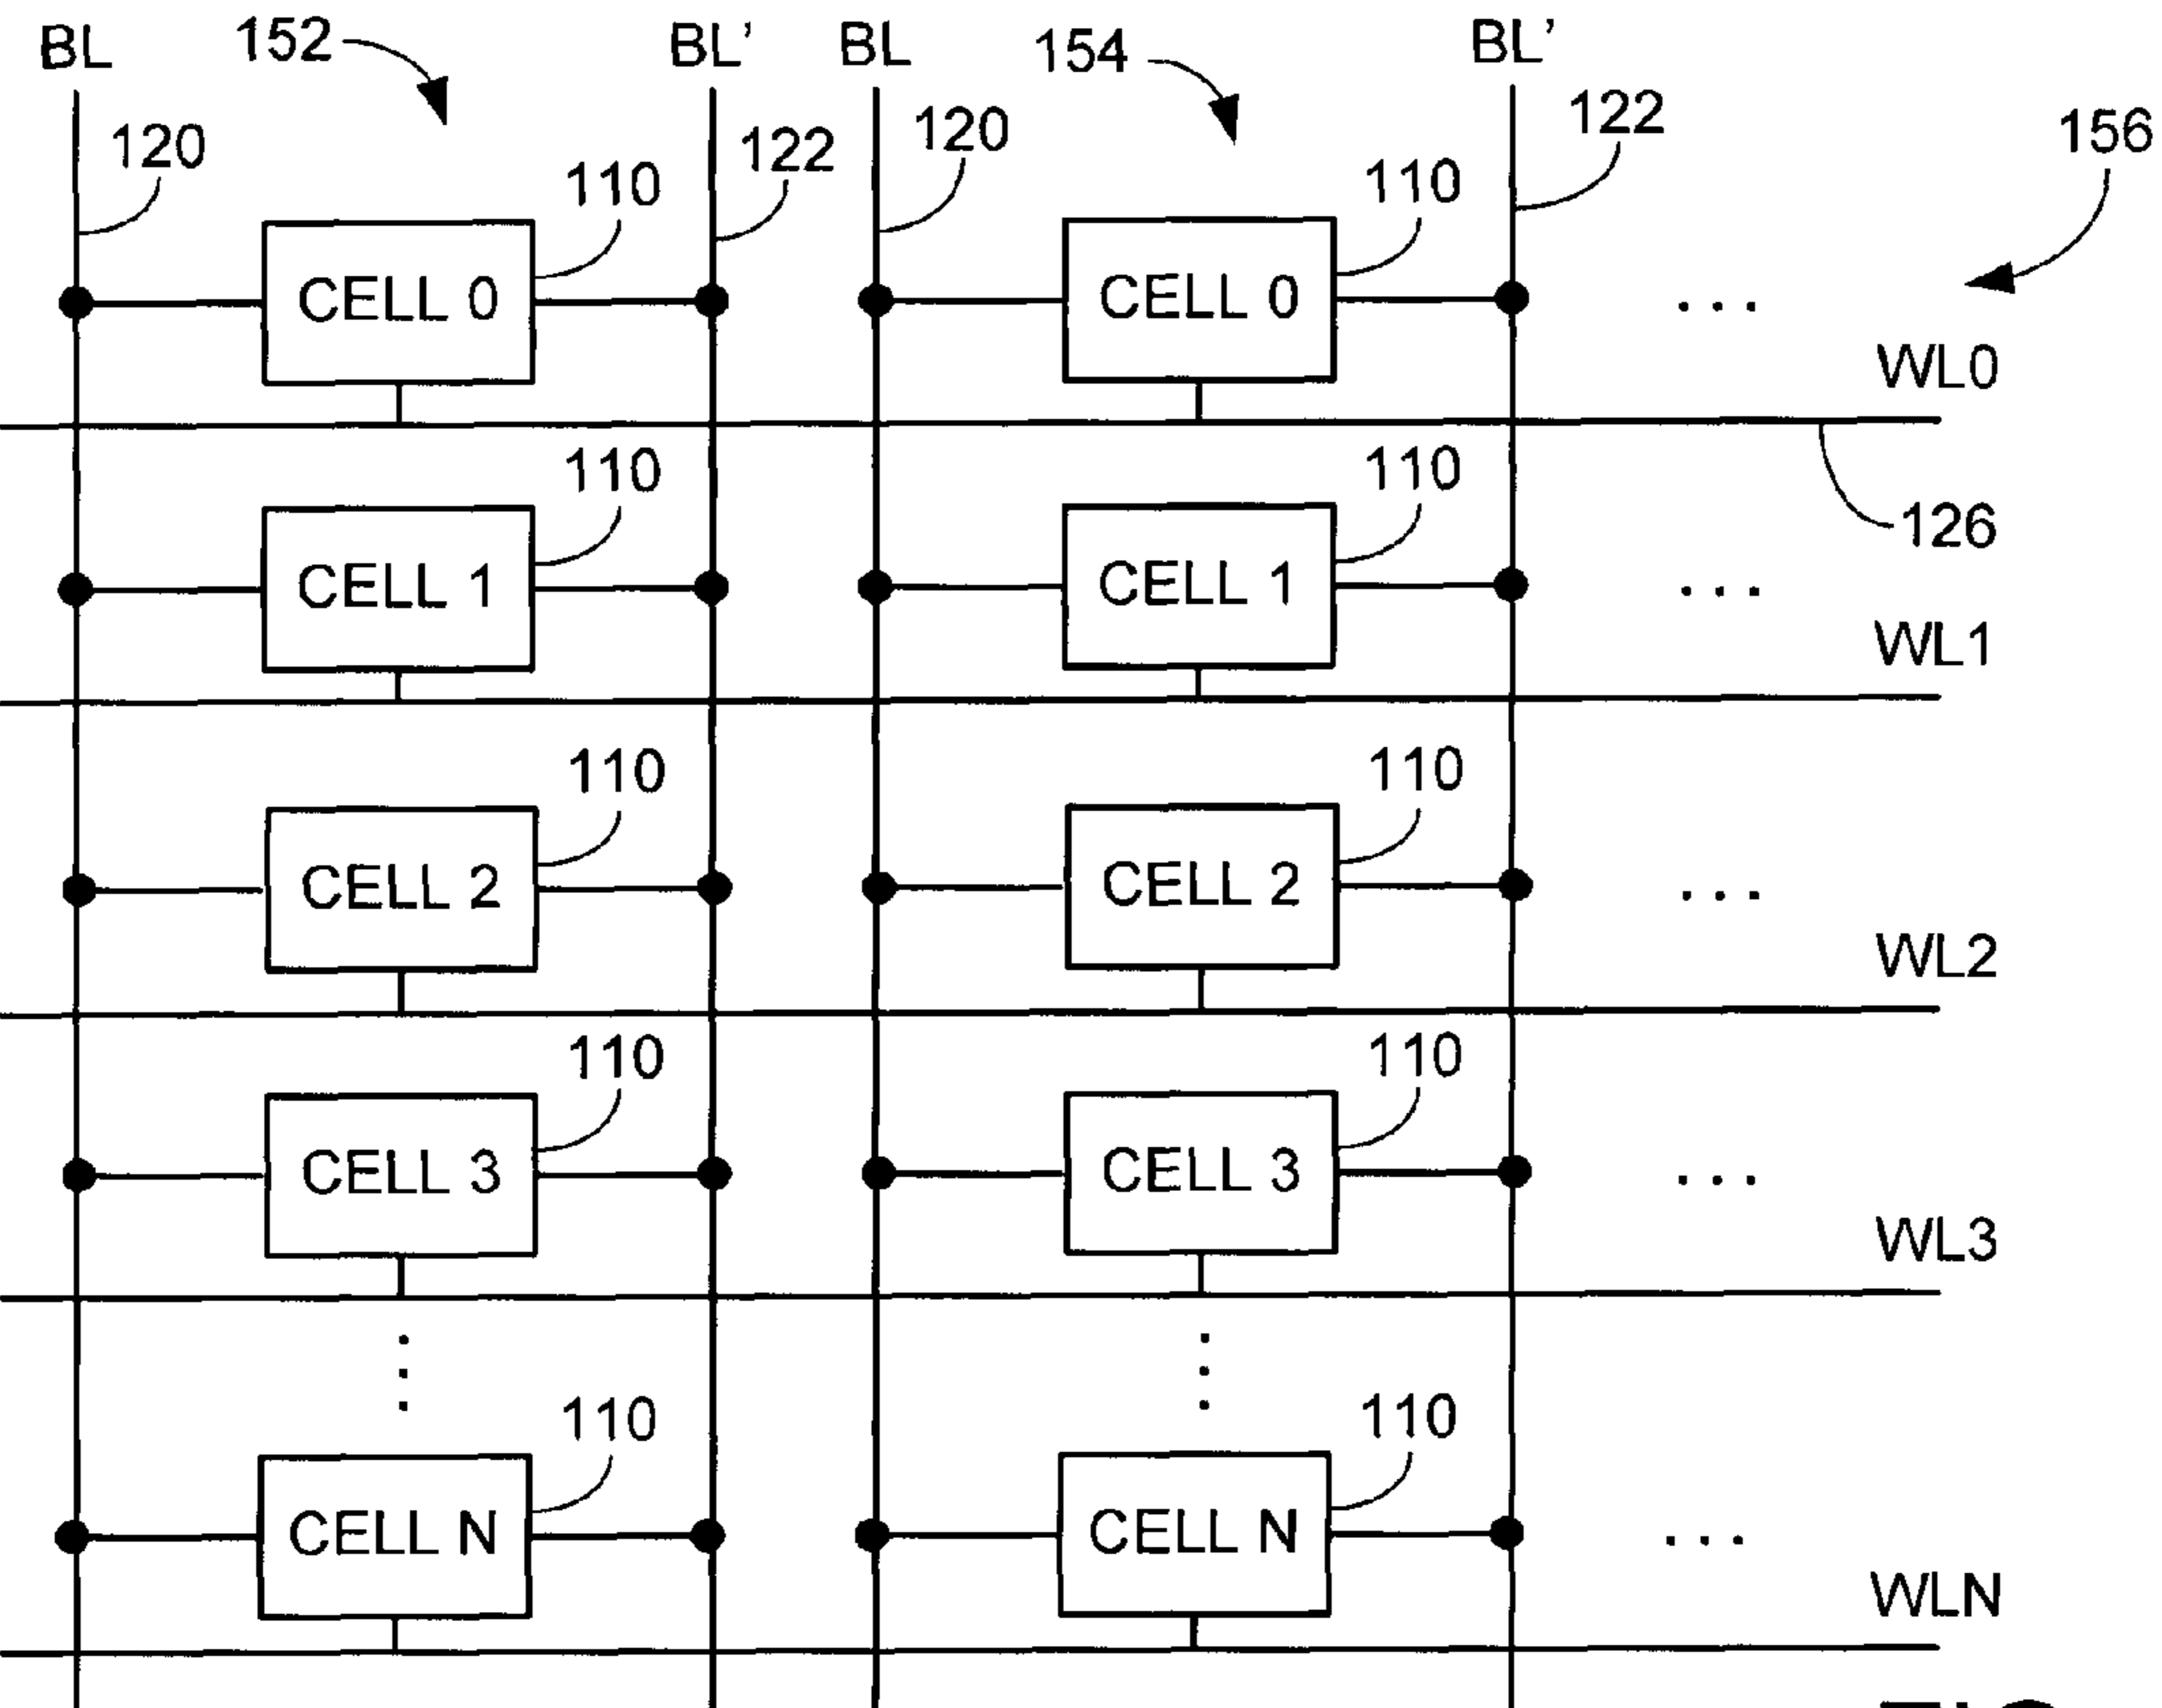 BL 152 BL' BL 154 BL'
120 110 122 120 110 122 156
CELL 0 CELL 0 ...
WL0
110 110 126
CELL 1 CELL 1 ...
WL1
110 110
CELL 2 CELL 2 ...
WL2
110 110
CELL 3 CELL 3 ...
WL3
110 110
CELL N CELL N ...
WLN